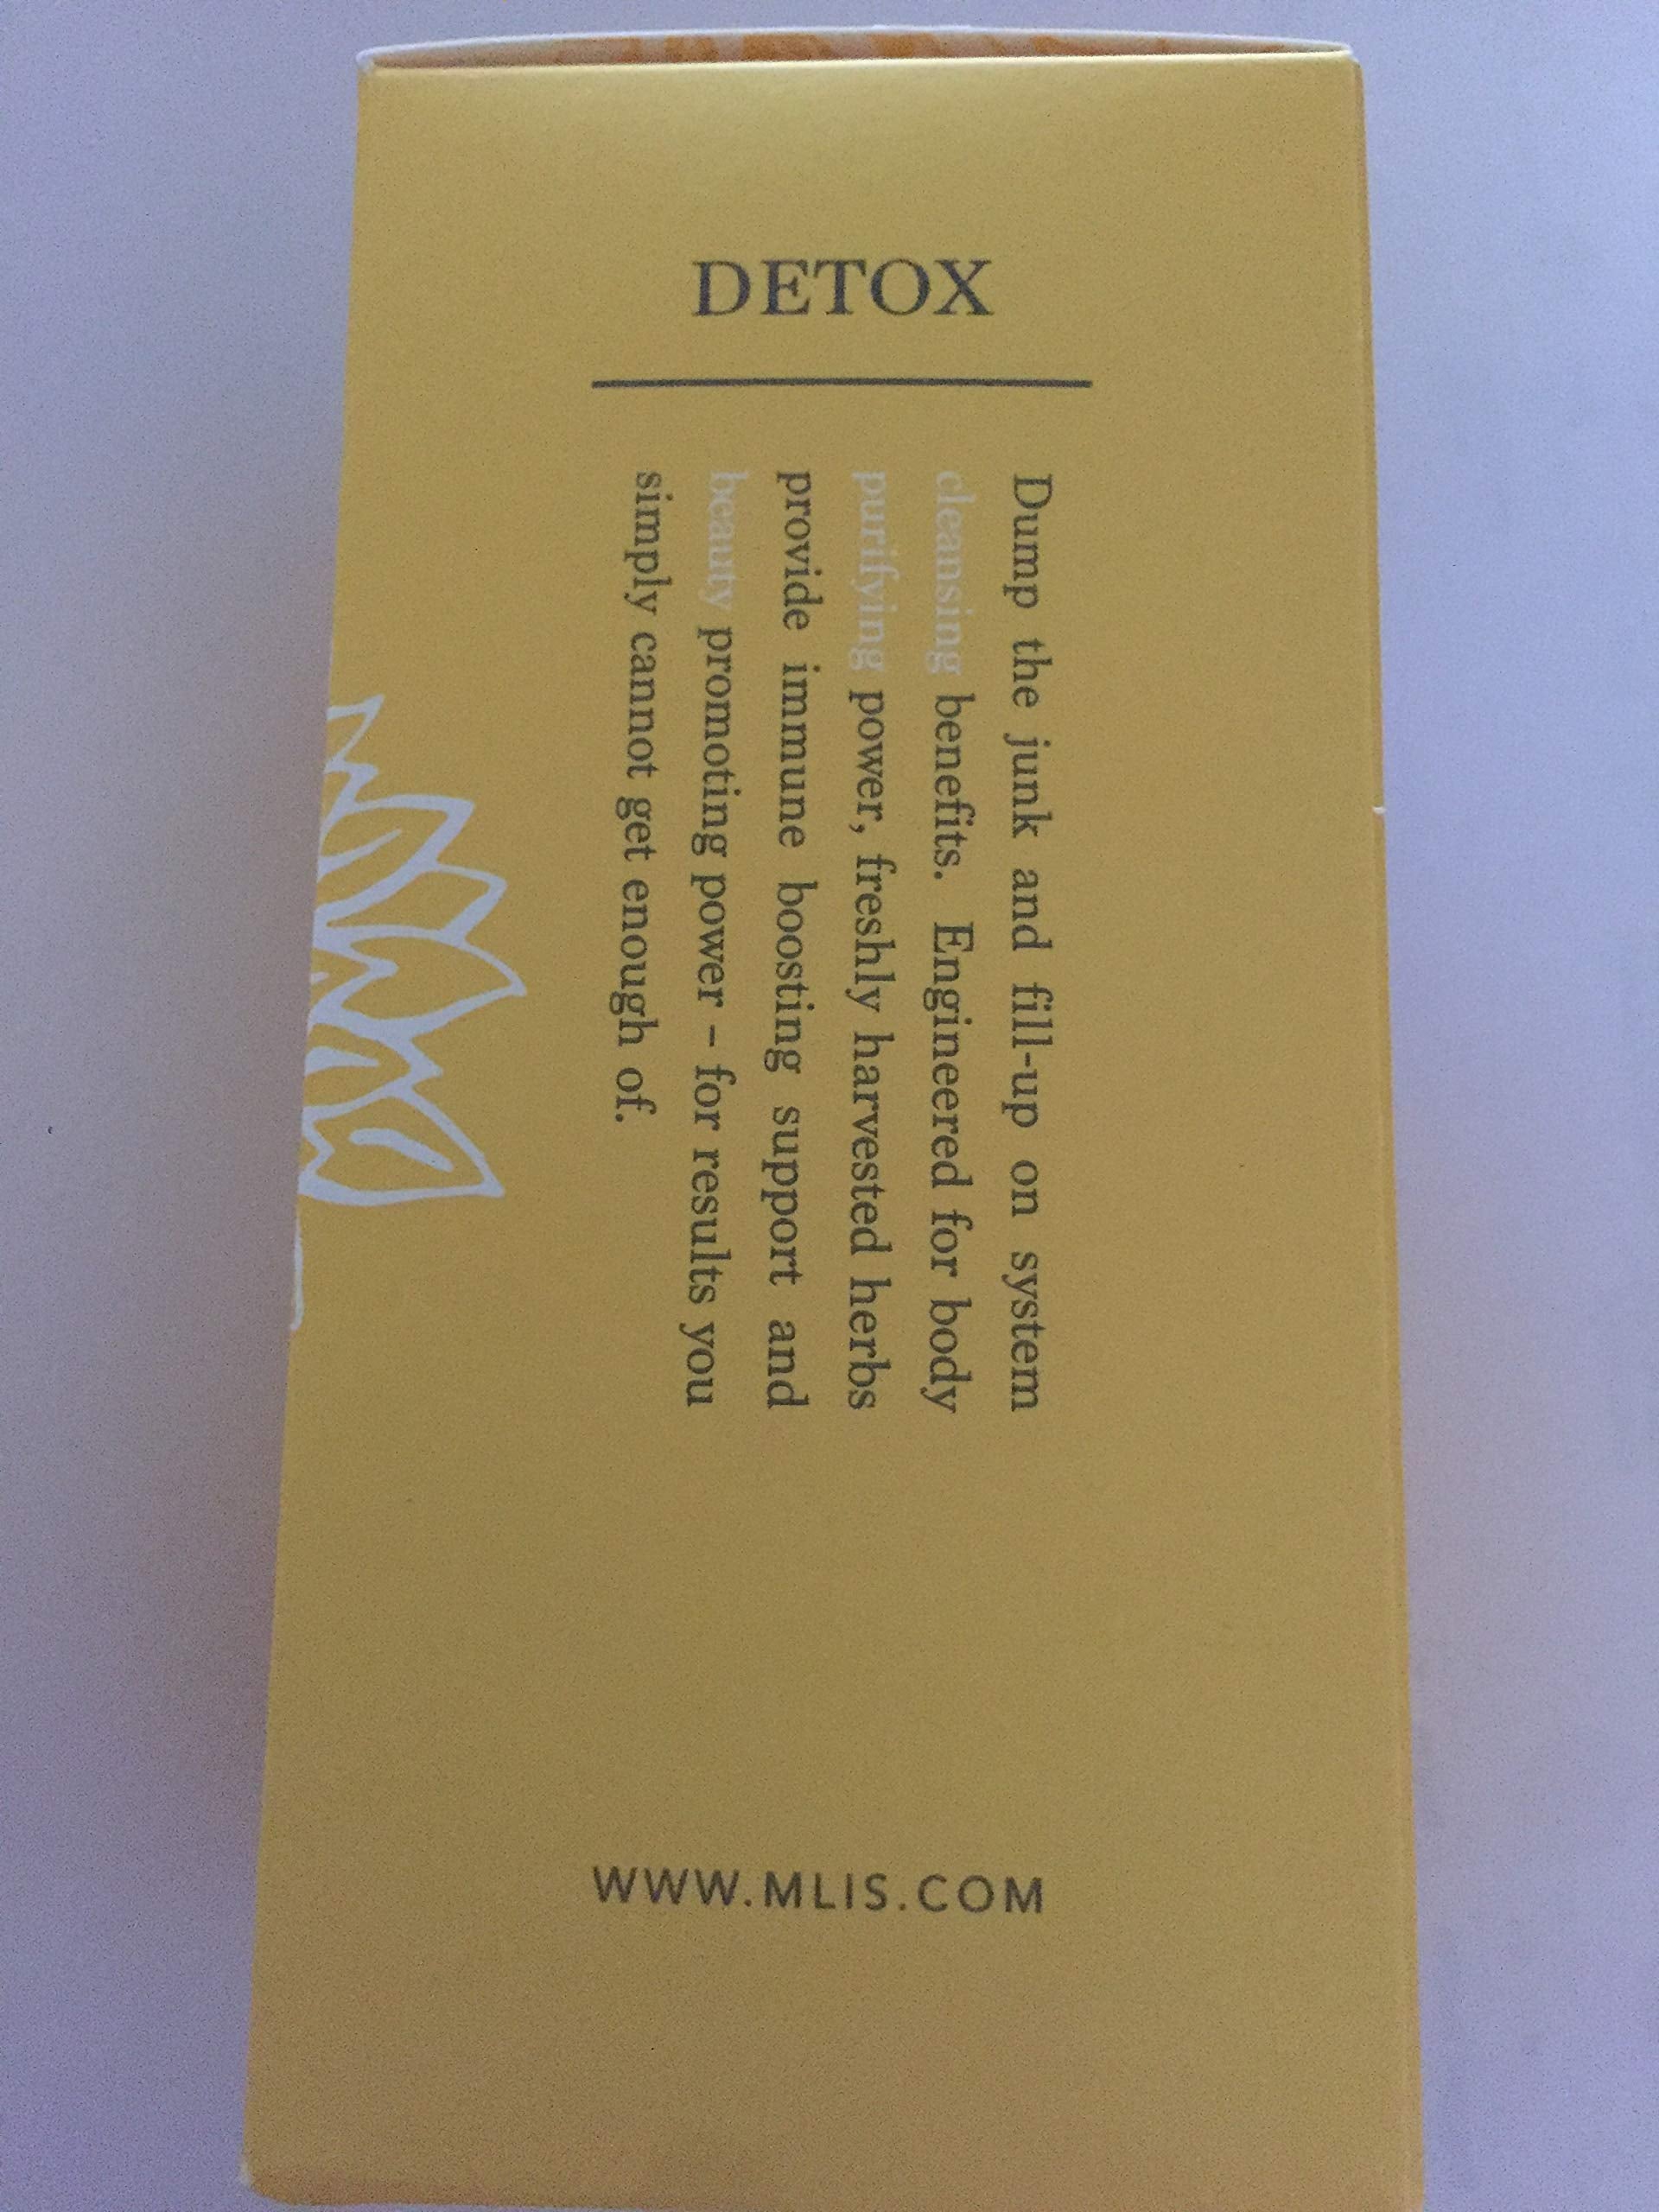 DETOX
Dump the junk and fill-up on system
cleansing benefits. Engineered for body
purifying power, freshly harvested herbs
provide immune boosting support and
beauty promoting power – for results you
simply cannot get enough of.
WWW.MLIS.COM